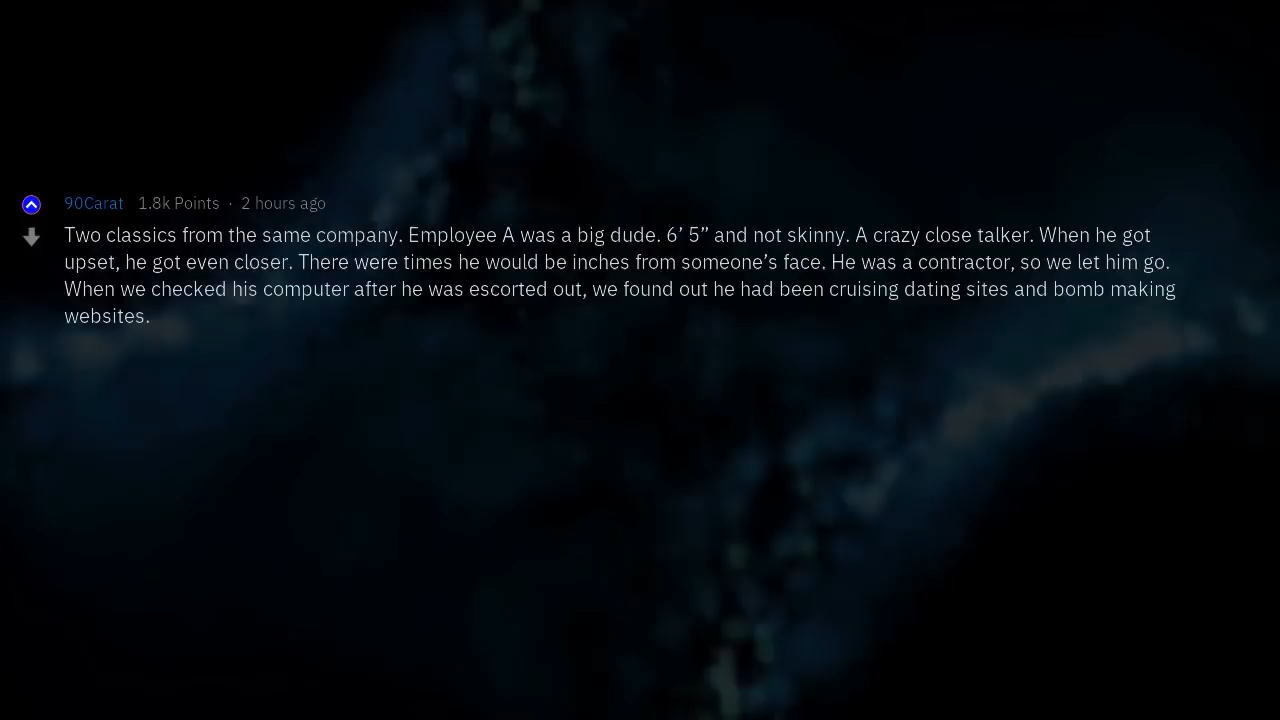 90Carat 1.8k Points · 2 hours ago
Two classics from the same company. Employee A was a big dude. 6’ 5” and not skinny. A crazy close talker. When he got
upset, he got even closer. There were times he would be inches from someone’s face. He was a contractor, so we let him go.
When we checked his computer after he was escorted out, we found out he had been cruising dating sites and bomb making
websites.